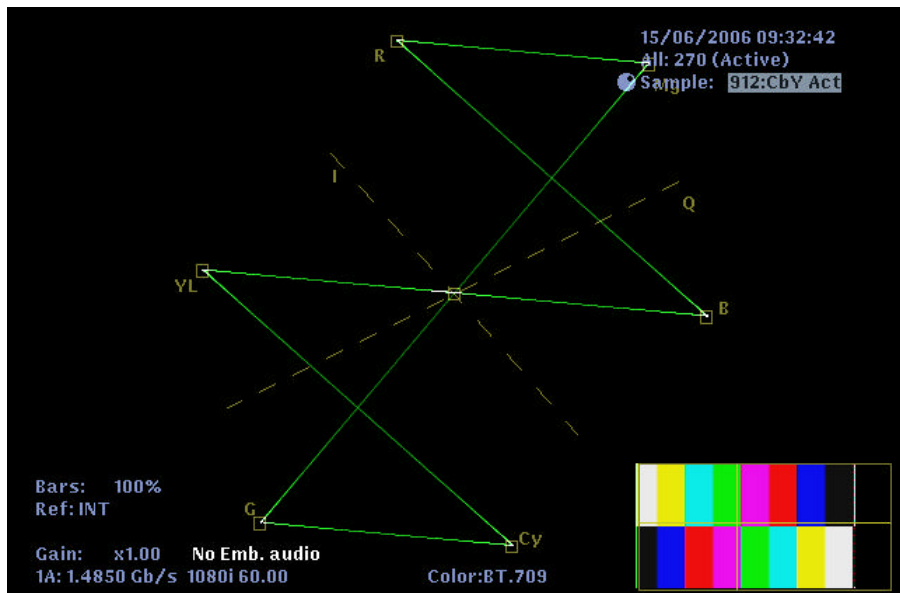 15/06/2006 09:32:42
R
All: 270 (Active)
Sample: 912:CbY Act
Mg
I
Q
YL
B
Bars: 100%
Ref: INT
G
Cy
Gain: x1.00 No Emb. audio
1A: 1.4850 Gb/s 1080i 60.00 Color:BT.709